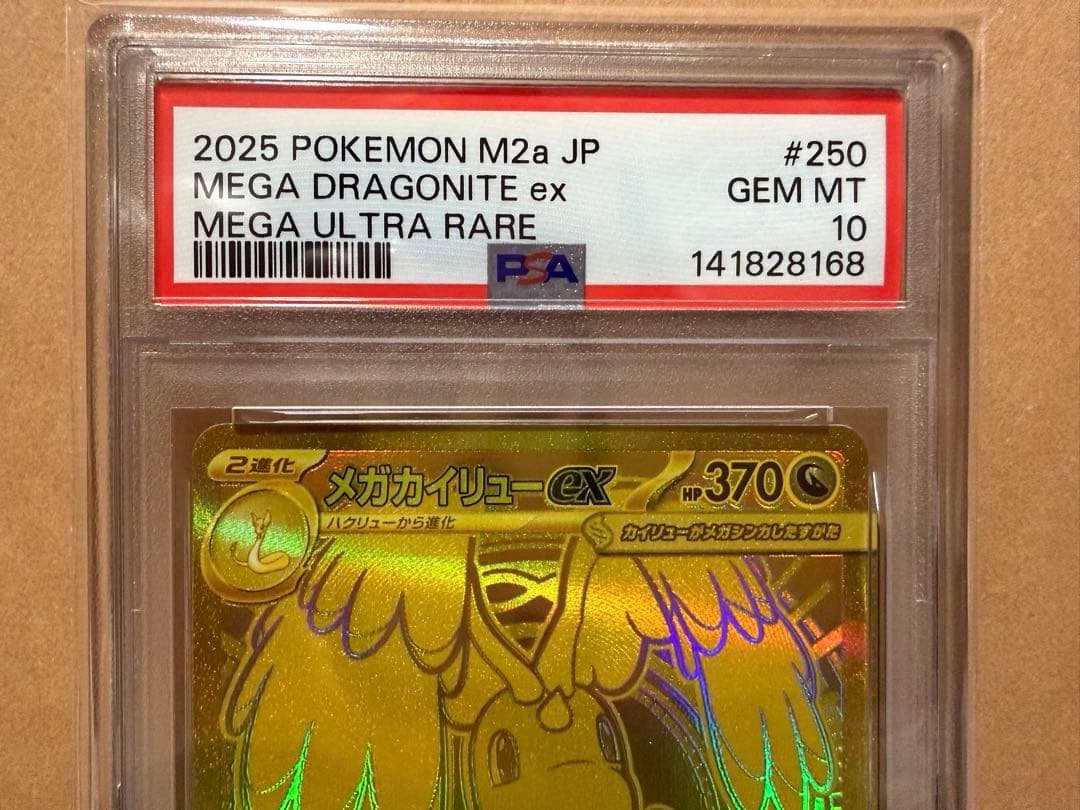 2025 POKEMON M2a JP #250
MEGA DRAGONITE ex GEM MT
MEGA ULTRA RARE 10
PSA 141828168
2進化 メガカイリューex HP370
ハクリューから進化 カイリューがメガシンカしたすがた